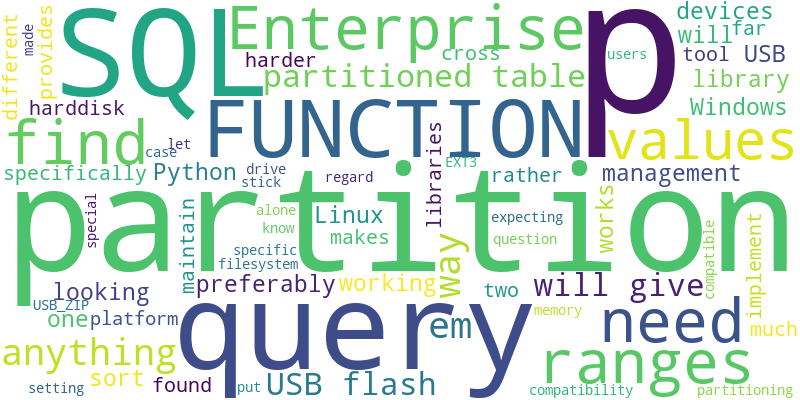 different
made
provides
SQL
Enterprise
p
devices
will
far
harder
cross
users
tool
USB
partitioned table
library
harddisk
FUNCTION
Windows
find
case
let
values
specifically
Python
drive
stick
regard
EXT3
libraries
rather
management
partition
special
maintain
alone
know
Linux
makes
specific
filesystem
way
expecting
question
works
compatible
implement
looking
preferably
working
two
will give
USB_ZIP
one
platform
query
em
memory
need
much
anything
sort
found
setting
put
USB flash
ranges
compatibility
partitioning